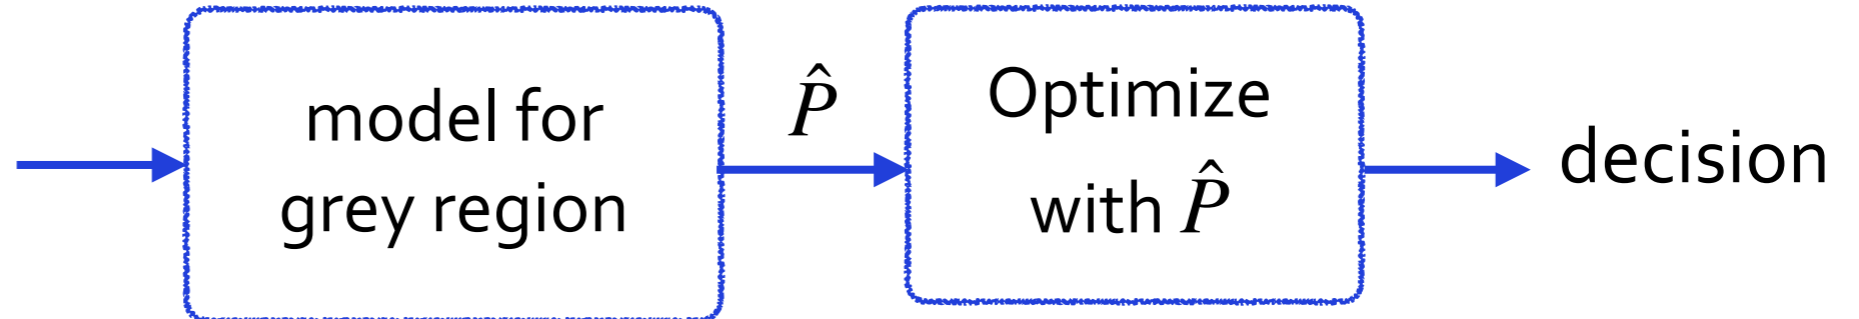 model for
grey region
P̂
Optimize
with P̂
decision